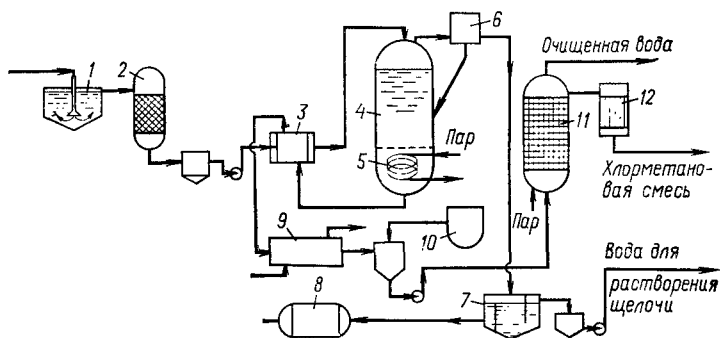 1
2
3
4
Пар
5
6
Очищенная вода
11
12
Хлорметано-
вая смесь
Пар
9
10
8
7
Вода для
растворения
щелочи